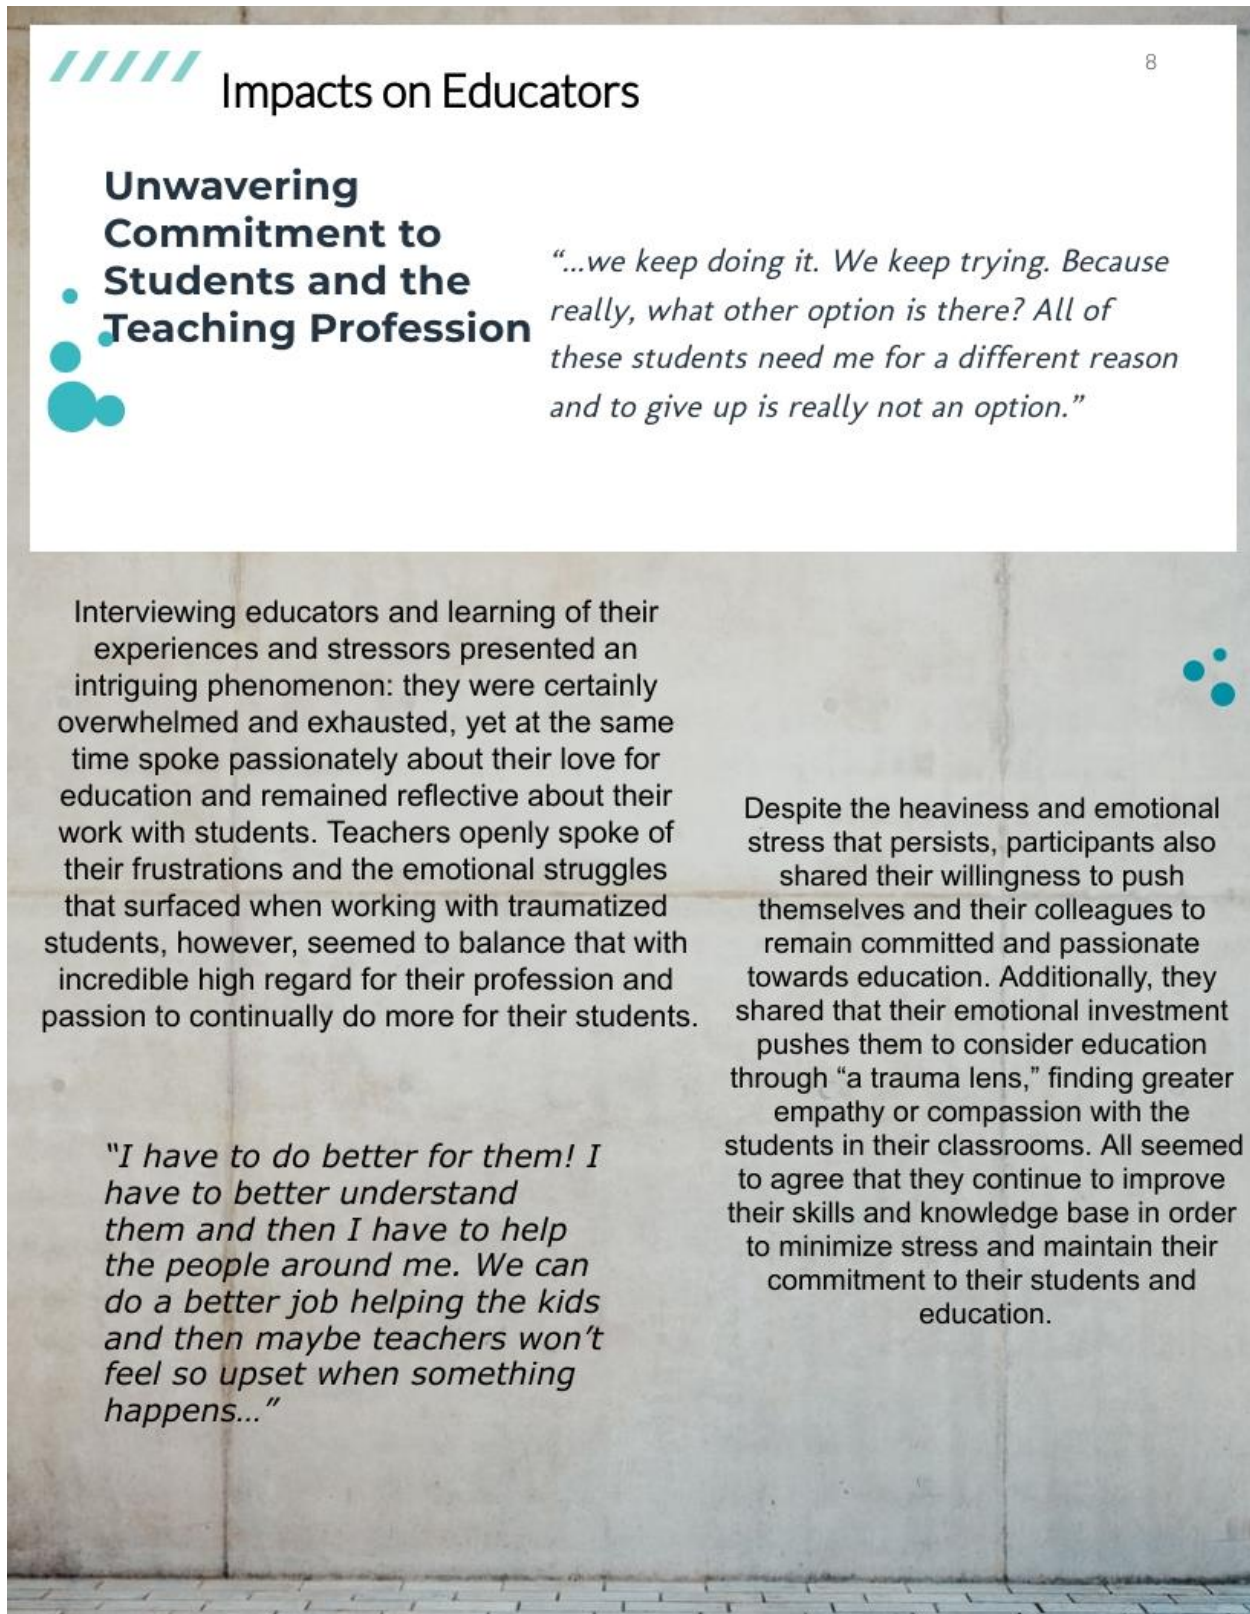 8
Impacts on Educators
Unwavering
Commitment to
Students and the
Teaching Profession
“...we keep doing it. We keep trying. Because
really, what other option is there? All of
these students need me for a different reason
and to give up is really not an option.”
Interviewing educators and learning of their
experiences and stressors presented an
intriguing phenomenon: they were certainly
overwhelmed and exhausted, yet at the same
time spoke passionately about their love for
education and remained reflective about their
work with students. Teachers openly spoke of
their frustrations and the emotional struggles
that surfaced when working with traumatized
students, however, seemed to balance that with
incredible high regard for their profession and
passion to continually do more for their students.
“I have to do better for them! I
have to better understand
them and then I have to help
the people around me. We can
do a better job helping the kids
and then maybe teachers won’t
feel so upset when something
happens...”
Despite the heaviness and emotional
stress that persists, participants also
shared their willingness to push
themselves and their colleagues to
remain committed and passionate
towards education. Additionally, they
shared that their emotional investment
pushes them to consider education
through “a trauma lens,” finding greater
empathy or compassion with the
students in their classrooms. All seemed
to agree that they continue to improve
their skills and knowledge base in order
to minimize stress and maintain their
commitment to their students and
education.